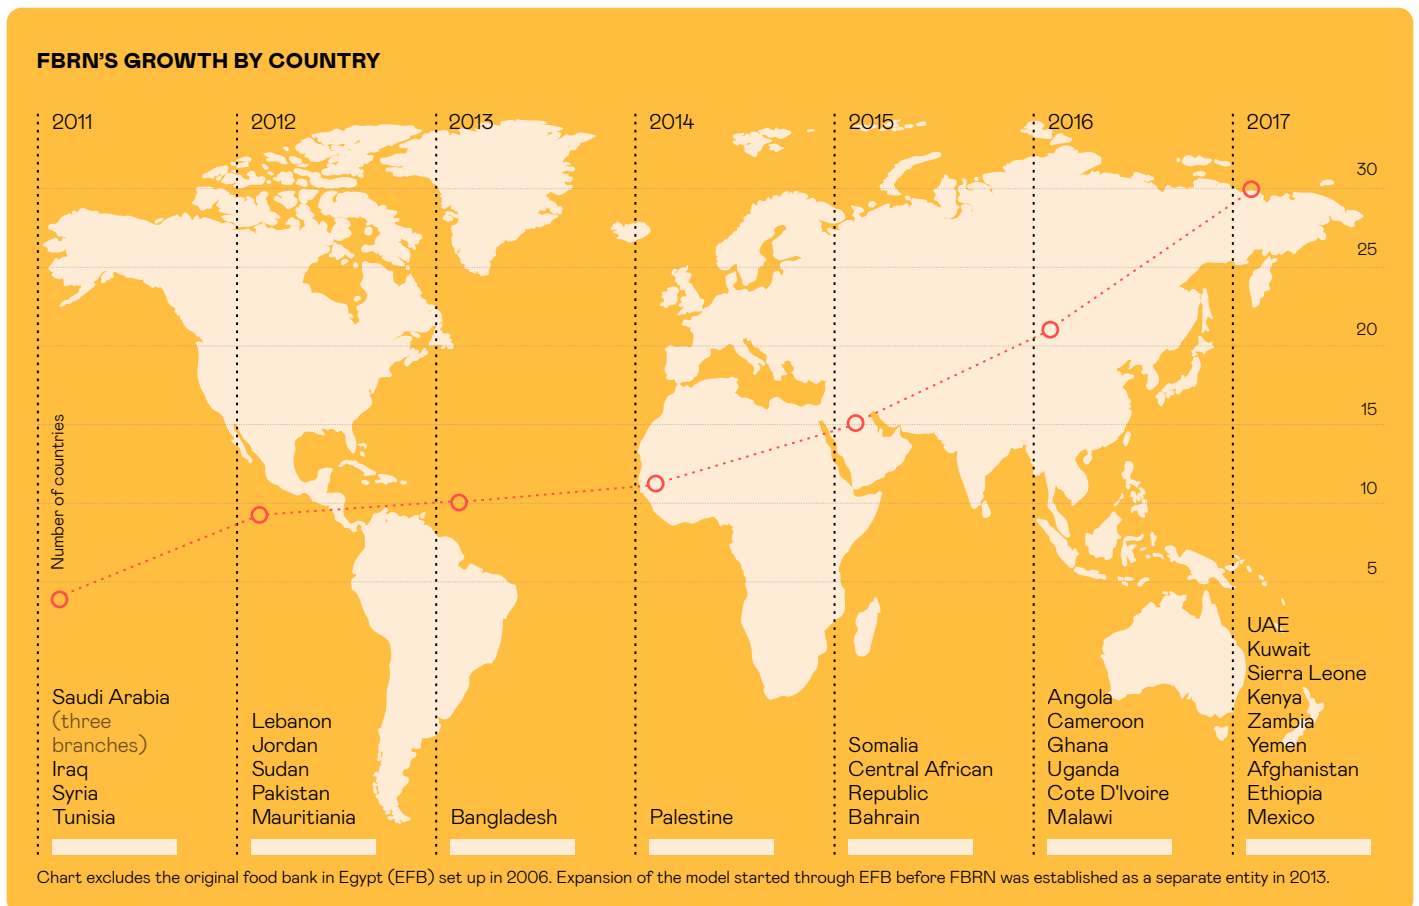 FBRN'S GROWTH BY COUNTRY
2011
2012
2013
2014
2015
2016
2017
30
25
20
15
10
5
Number of countries
Saudi Arabia
(three
branches)
Iraq
Syria
Tunisia
Lebanon
Jordan
Sudan
Pakistan
Mauritiania
Bangladesh
Palestine
Somalia
Central African
Republic
Bahrain
Angola
Cameroon
Ghana
Uganda
Cote D'Ivoire
Malawi
UAE
Kuwait
Sierra Leone
Kenya
Zambia
Yemen
Afghanistan
Ethiopia
Mexico
Chart excludes the original food bank in Egypt (EFB) set up in 2006. Expansion of the model started through EFB before FBRN was established as a separate entity in 2013.